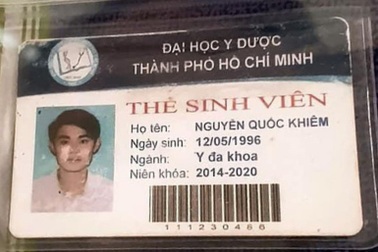 ĐẠI HỌC Y DƯỢC
THÀNH PHỐ HỒ CHÍ MINH
THẺ SINH VIÊN
Họ tên: NGUYỄN QUỐC KHIÊM
Ngày sinh: 12/05/1996
Ngành: Y đa khoa
Niên khóa: 2014-2020
111230486